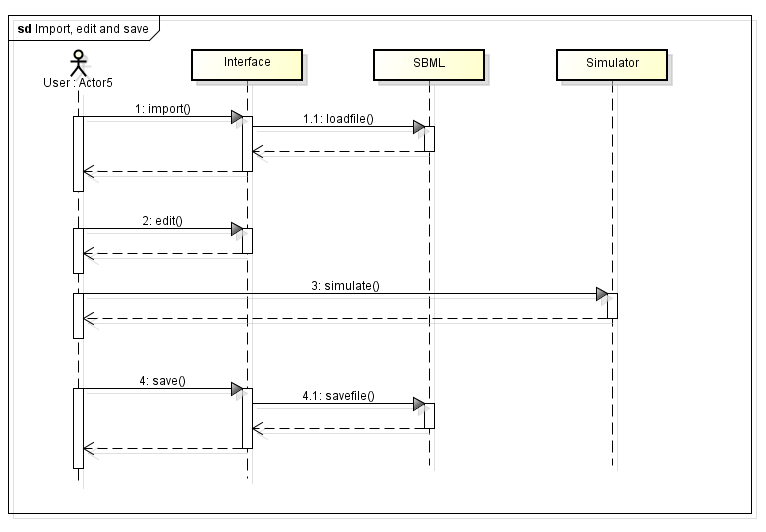 sd Import, edit and save
User : Actor5
Interface
SBML
Simulator
1: import()
1.1: loadfile()
2: edit()
3: simulate()
4: save()
4.1: savefile()